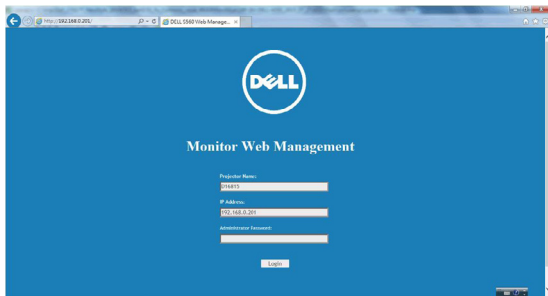 http://192.168.0.201/
DELL S560 Web Manage...
DELL
Monitor Web Management
Projector Name:
IP Address:
192.168.0.201
Administrator Password:
Login